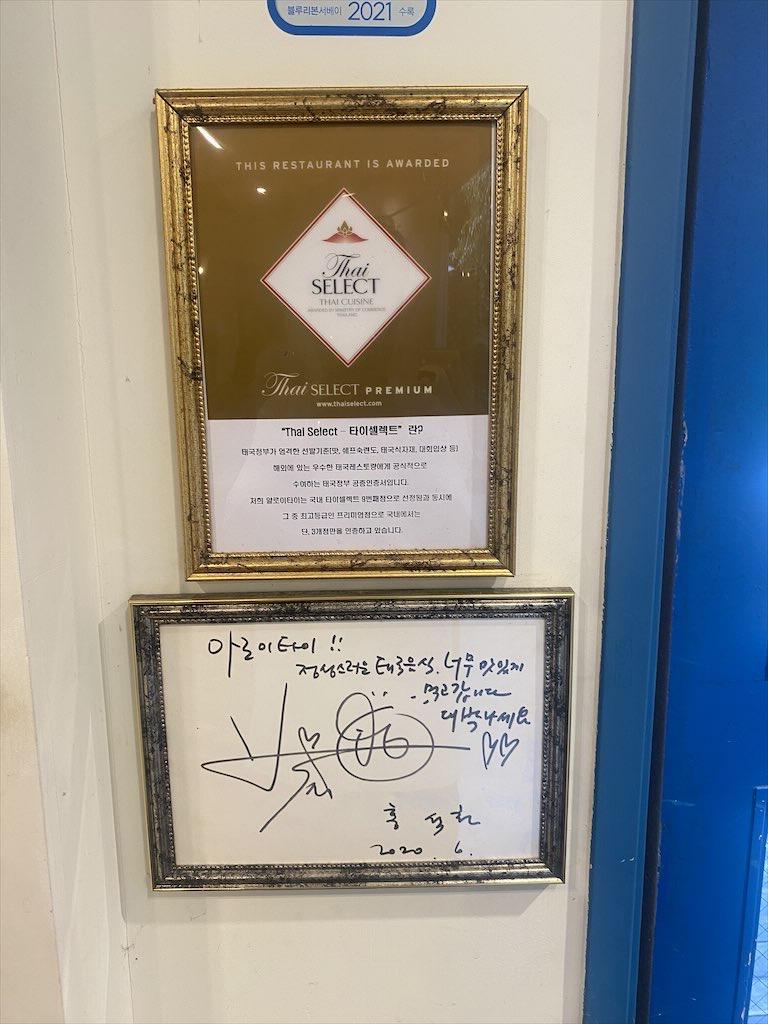 블루리본서베이 2021 수록
THIS RESTAURANT IS AWARDED
Thai
SELECT
THAI CUISINE
AWARDED BY MINISTRY OF COMMERCE
THAILAND
Thai SELECT PREMIUM
www.thaiselect.com
"Thai Select – 타이셀렉트" 란?
태국정부가 엄격한 선발기준(맛, 쉐프숙련도, 태국식자재, 대회입상 등)
해외에 있는 우수한 태국레스토랑에게 공식적으로
수여하는 태국정부 공증인증서입니다.
저희 알로이타이는 국내 타이셀렉트 9번째점으로 선정됨과 동시에
그 중 최고등급인 프리미엄점으로 국내에서는
단, 3개점만을 인증하고 있습니다.
아로이타이 !!
정성스러운 태국음식. 너무 맛있게
먹고 갑니다
대박나세요
홍석천
2020. 6.